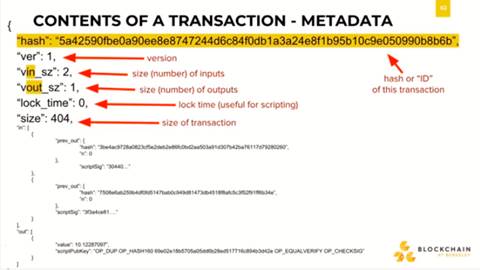 62
CONTENTS OF A TRANSACTION - METADATA
{
"hash": "5a42590fbe0a90ee8e8747244d6c84f0db1a3a24e8f1b95b10c9e050990b8b6b",
"ver": 1,
version
"vin_sz": 2,
size (number) of inputs
hash or "ID"
of this transaction
"vout_sz": 1,
size (number) of outputs
"lock_time": 0,
lock time (useful for scripting)
"size": 404,
size of transaction
"in": [
{
"prev_out": {
"hash":
"n": 0
},
"scriptSig": "30440..."
},
{
"prev_out": {
"hash":
"n": 0
},
"scriptSig": "3f3a4ce81...."
}
],
"out": [
{
"value": "10.12287097",
"scriptPubKey": "OP_DUP OP_HASH160 69e02e18b5705a05dd6b28ed517716c894b3d42e OP_EQUALVERIFY OP_CHECKSIG"
}
]
}
BLOCKCHAIN
AT BERKELEY